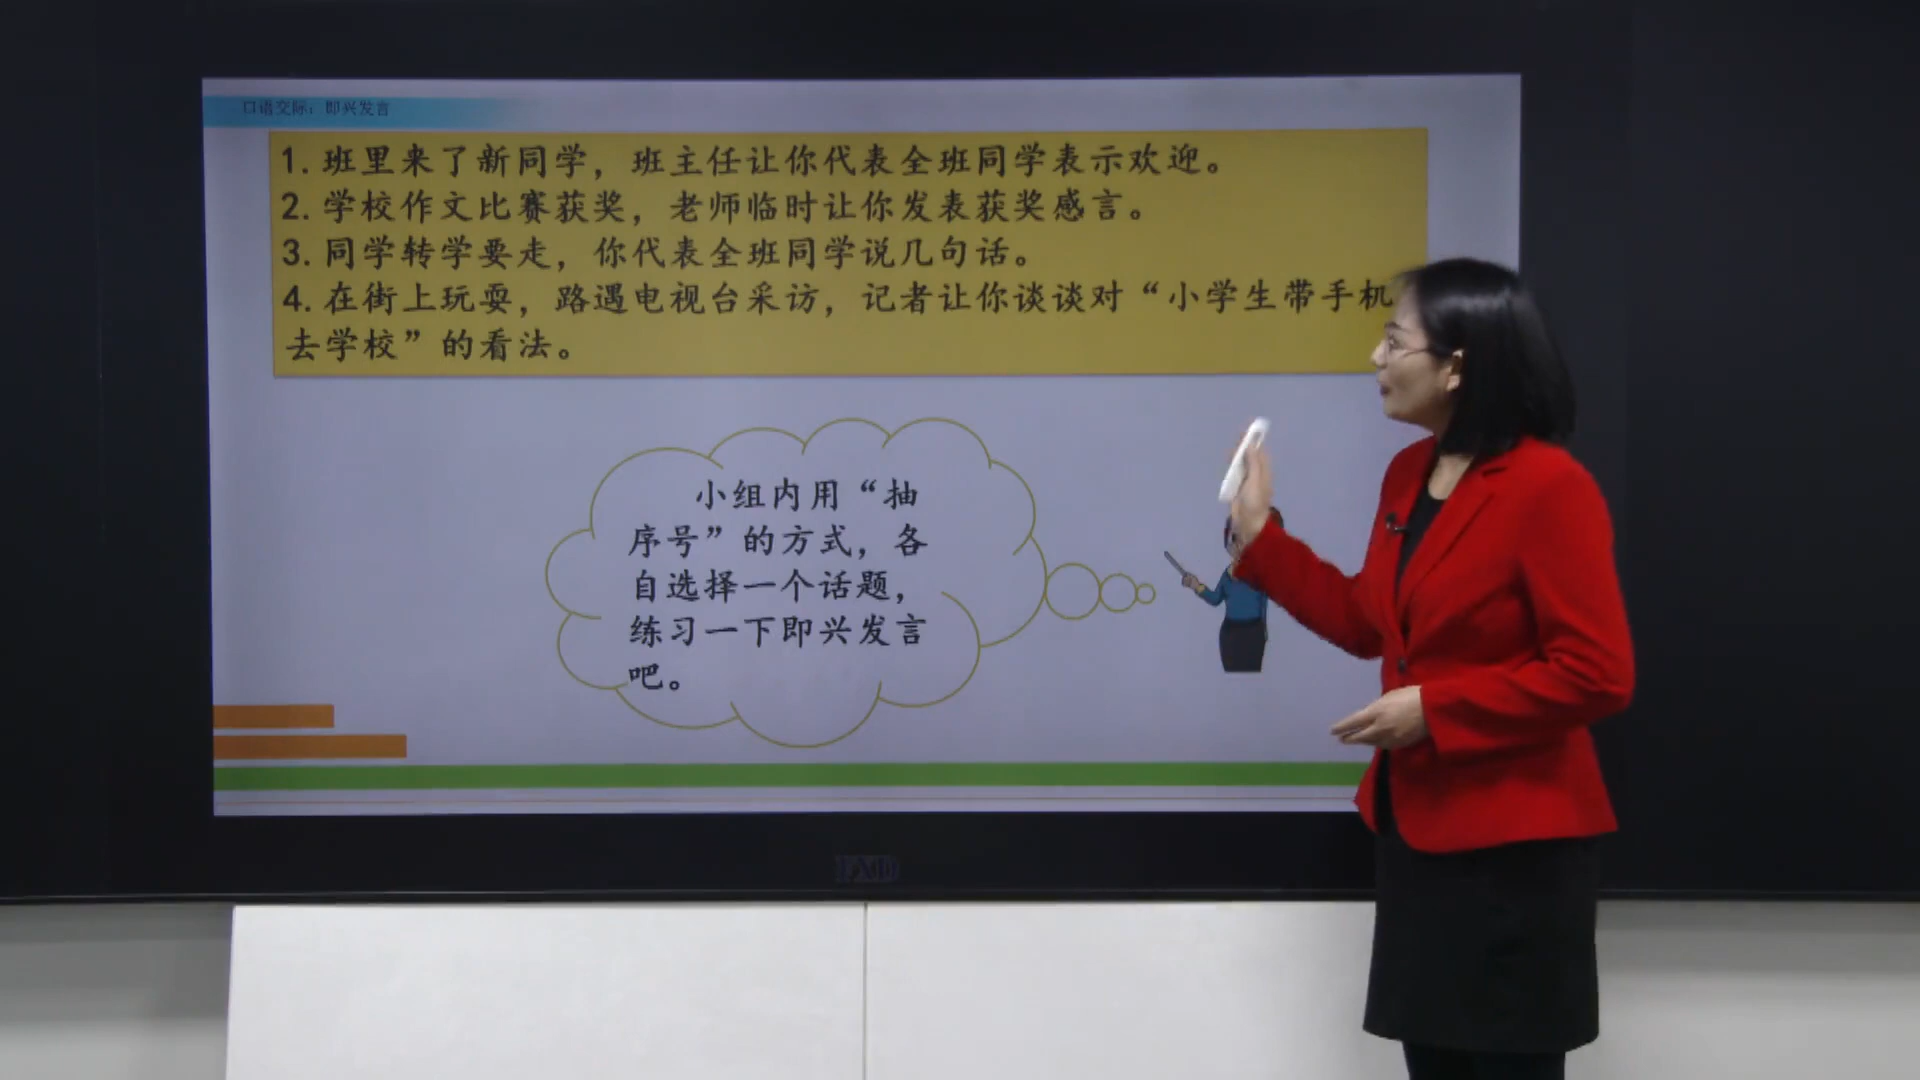 口语交际：即兴发言
1. 班里来了新同学，班主任让你代表全班同学表示欢迎。
2. 学校作文比赛获奖，老师临时让你发表获奖感言。
3. 同学转学要走，你代表全班同学说几句话。
4. 在街上玩耍，路遇电视台采访，记者让你谈谈对“小学生带手机
去学校”的看法。
小组内用“抽
序号”的方式，各
自选择一个话题，
练习一下即兴发言
吧。